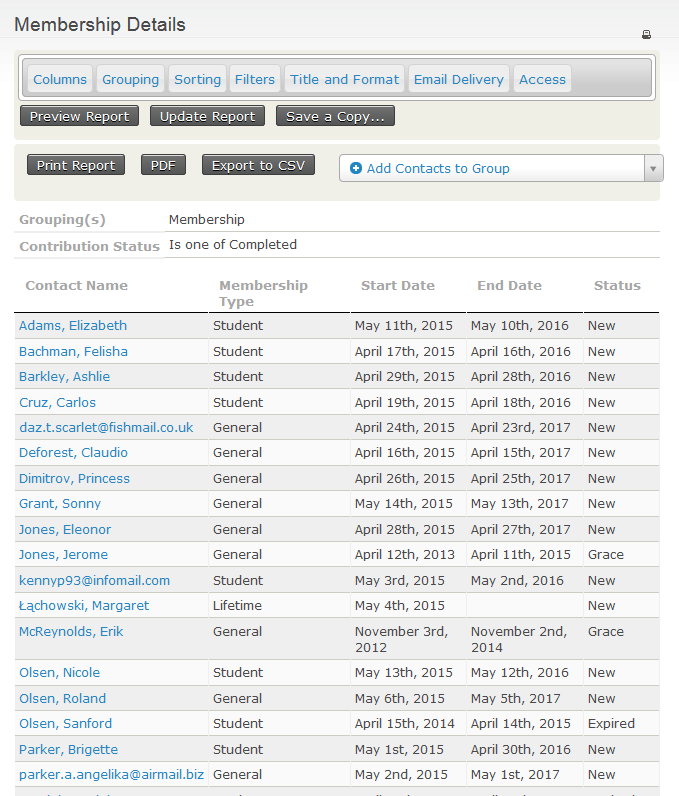 Membership Details
Columns Grouping Sorting Filters Title and Format Email Delivery Access
Preview Report Update Report Save a Copy...
Print Report PDF Export to CSV Add Contacts to Group
Grouping(s) Membership
Contribution Status Is one of Completed
Contact Name Membership Type Start Date End Date Status
Adams, Elizabeth Student May 11th, 2015 May 10th, 2016 New
Bachman, Felisha Student April 17th, 2015 April 16th, 2016 New
Barkley, Ashlie Student April 29th, 2015 April 28th, 2016 New
Cruz, Carlos Student April 19th, 2015 April 18th, 2016 New
daz.t.scarlet@fishmail.co.uk General April 24th, 2015 April 23rd, 2017 New
Deforest, Claudio General April 16th, 2015 April 15th, 2017 New
Dimitrov, Princess General April 26th, 2015 April 25th, 2017 New
Grant, Sonny General May 14th, 2015 May 13th, 2017 New
Jones, Eleonor General April 28th, 2015 April 27th, 2017 New
Jones, Jerome General April 12th, 2013 April 11th, 2015 Grace
kennyp93@infomail.com Student May 3rd, 2015 May 2nd, 2016 New
Łąchowski, Margaret Lifetime May 4th, 2015 New
McReynolds, Erik General November 3rd, 2012 November 2nd, 2014 Grace
Olsen, Nicole Student May 13th, 2015 May 12th, 2016 New
Olsen, Roland General May 6th, 2015 May 5th, 2017 New
Olsen, Sanford Student April 15th, 2014 April 14th, 2015 Expired
Parker, Brigette Student May 1st, 2015 April 30th, 2016 New
parker.a.angelika@airmail.biz General May 2nd, 2015 May 1st, 2017 New